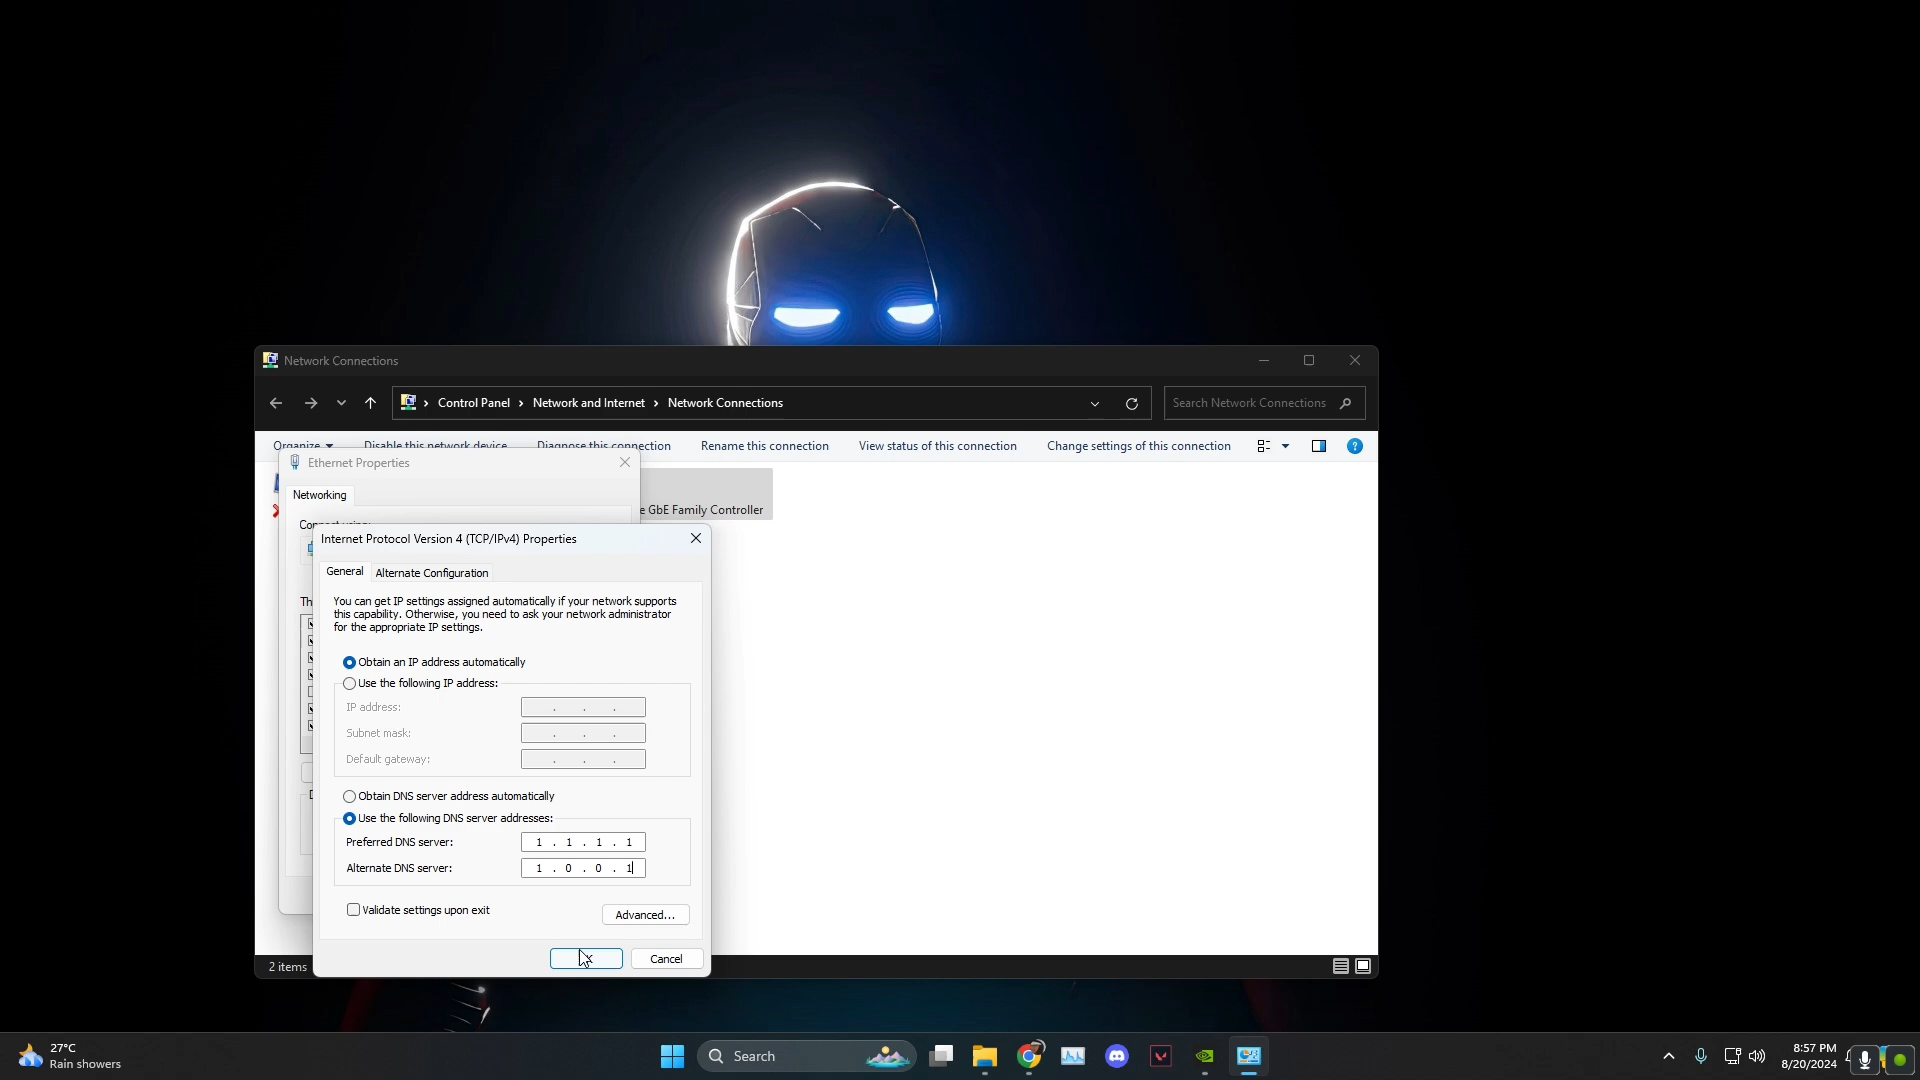 Network Connections
Control Panel > Network and Internet > Network Connections
Search Network Connections
Organize Disable this network device Diagnose this connection Rename this connection View status of this connection Change settings of this connection
Ethernet Properties
Networking
e GbE Family Controller
Connect using:
Internet Protocol Version 4 (TCP/IPv4) Properties
General Alternate Configuration
You can get IP settings assigned automatically if your network supports
this capability. Otherwise, you need to ask your network administrator
for the appropriate IP settings.
Obtain an IP address automatically
Use the following IP address:
IP address: . . .
Subnet mask: . . .
Default gateway: . . .
Obtain DNS server address automatically
Use the following DNS server addresses:
Preferred DNS server: 1 . 1 . 1 . 1
Alternate DNS server: 1 . 0 . 0 . 1
Validate settings upon exit
Advanced...
Cancel
2 items
27°C
Rain showers
Search
8:57 PM
8/20/2024